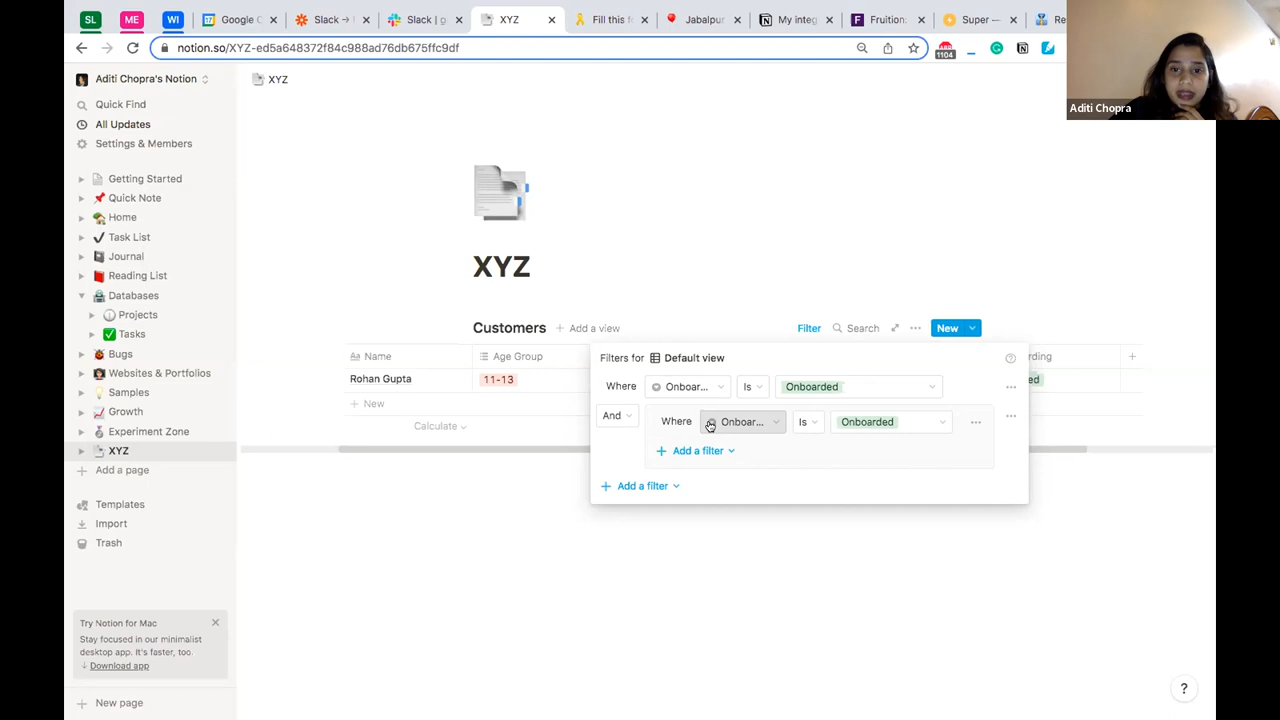 SL
ME
WI
Google C
Slack → 
Slack | g
XYZ
Fill this f
Jabalpu
My integ
Fruition:
Super —
Re
notion.so/XYZ-ed5a648372f84c988ad76db675ffc9df
1104
Aditi Chopra
Aditi Chopra's Notion
XYZ
Quick Find
All Updates
Settings & Members
Getting Started
Quick Note
Home
Task List
Journal
Reading List
Databases
Projects
Tasks
Bugs
Websites & Portfolios
Samples
Growth
Experiment Zone
XYZ
Add a page
Templates
Import
Trash
Try Notion for Mac
Stay focused in our minimalist
desktop app. It's faster, too.
↓ Download app
New page
XYZ
Customers
+ Add a view
Filter
Search
New
Aa Name
Age Group
ding
Rohan Gupta
11-13
ed
+ New
Calculate
Filters for Default view
Where Onboar... Is Onboarded
And Where Onboar... Is Onboarded
+ Add a filter
+ Add a filter
?